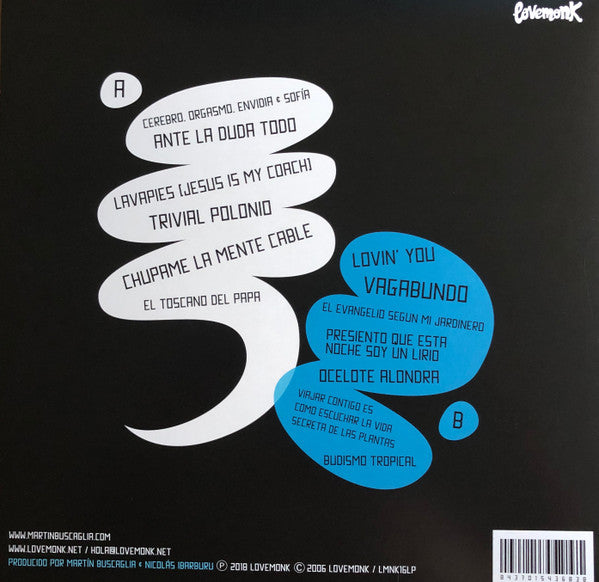 lovemonk
A
CEREBRO, ORGASMO, ENVIDIA & SOFÍA
ANTE LA DUDA TODO
LAVAPIES (JESUS IS MY COACH)
TRIVIAL POLONIO
CHUPAME LA MENTE CABLE
EL TOSCANO DEL PAPA
LOVIN' YOU
VAGABUNDO
EL EVANGELIO SEGUN MI JARDINERO
PRESIENTO QUE ESTA
NOCHE SOY UN LIRIO
OCELOTE ALONDRA
VIAJAR CONTIGO ES
COMO ESCUCHAR LA VIDA
SECRETA DE LAS PLANTAS
BUDISMO TROPICAL
B
WWW.MARTINBUSCAGLIA.COM
WWW.LOVEMONK.NET / HOLA@LOVEMONK.NET
PRODUCIDO POR MARTÍN BUSCAGLIA & NICOLÁS IBARBURU ℗ 2018 LOVEMONK © 2006 LOVEMONK / LMNK16LP
8437015436838